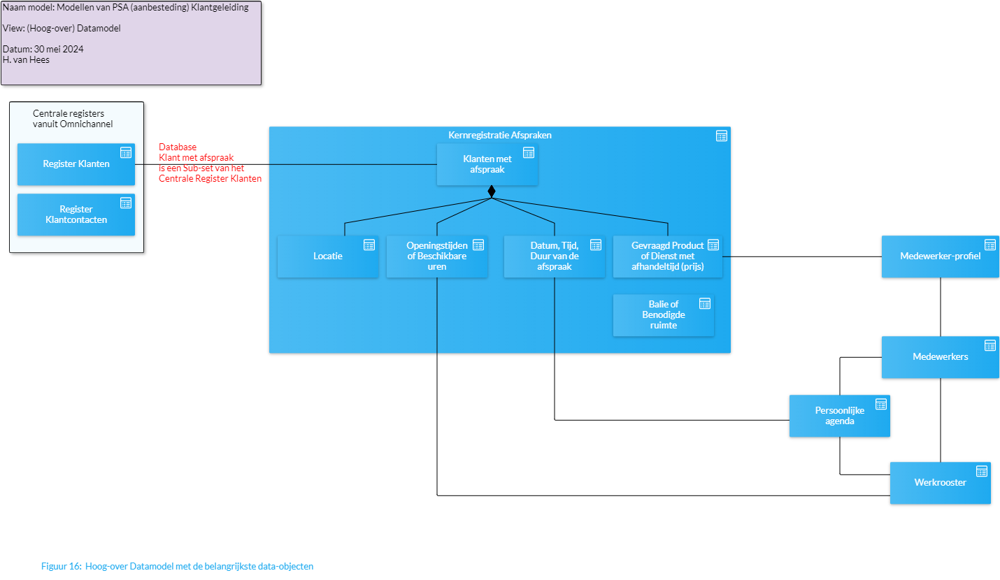 Naam model: Modellen van PSA (aanbesteding) Klantgeleiding
View: (Hoog-over) Datamodel
Datum: 30 mei 2024
H. van Hees
Centrale registers
vanuit Omnichannel
Register Klanten
Register
Klantcontacten
Database
Klant met afspraak
is een Sub-set van het
Centrale Register Klanten
Kernregistratie Afspraken
Klanten met
afspraak
Locatie
Openingstijden
of Beschikbare
uren
Datum, Tijd,
Duur van de
afspraak
Gevraagd Product
of Dienst met
afhandeltijd (prijs)
Balie of
Benodigde
ruimte
Medewerker-profiel
Medewerkers
Persoonlijke
agenda
Werkrooster
Figuur 16: Hoog-over Datamodel met de belangrijkste data-objecten